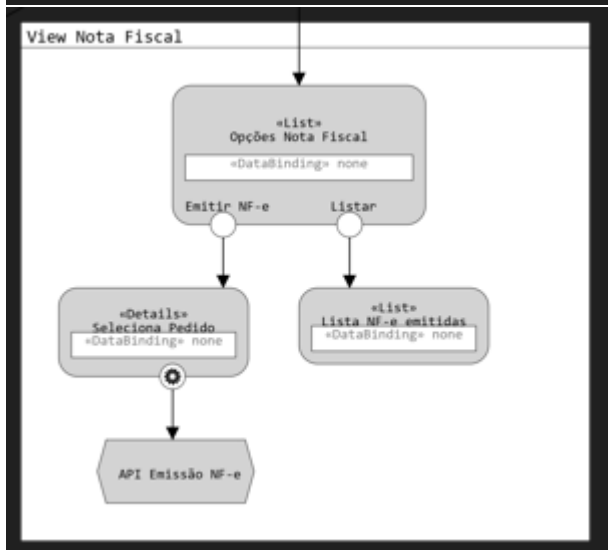 View Nota Fiscal
«List»
Opções Nota Fiscal
«DataBinding» none
Emitir NF-e
Listar
«Details»
Seleciona Pedido
«DataBinding» none
«List»
Lista NF-e emitidas
«DataBinding» none
API Emissão NF-e